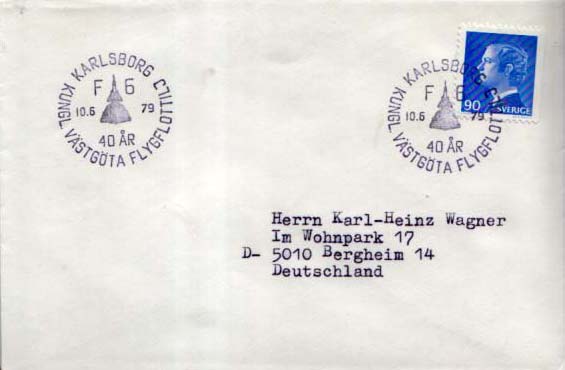 KARLSBORG
F 6
10.6 79
40 ÅR
KUNGL VÄSTGÖTA FLYGFLOTTILJ
KARLSBORG
F 6
10.6 79
40 ÅR
KUNGL VÄSTGÖTA FLYGFLOTTILJ
90 SVERIGE
Herrn Karl-Heinz Wagner
Im Wohnpark 17
D- 5010 Bergheim 14
Deutschland